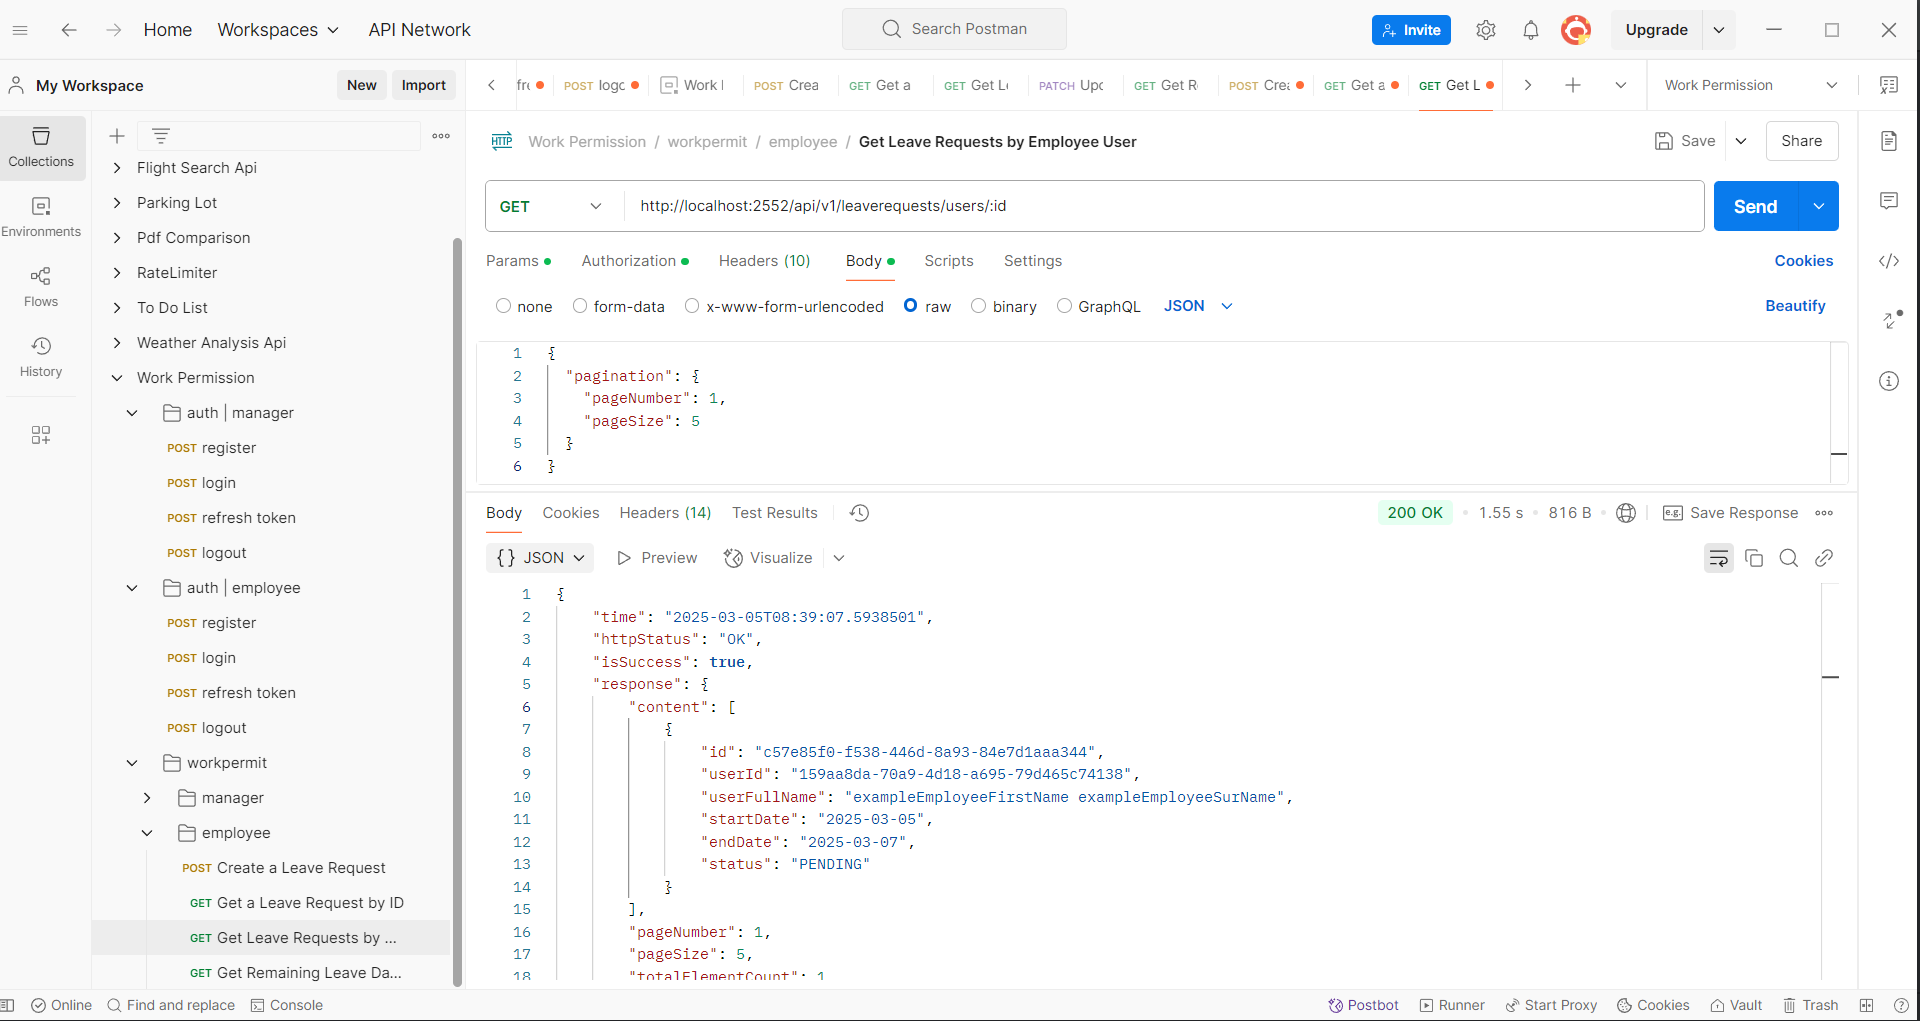 Home Workspaces API Network Search Postman Invite Upgrade
My Workspace New Import
POST logo Work POST Crea GET Get a GET Get L PATCH Upc GET Get R POST Crea GET Get a GET Get L Work Permission
Collections
Environments
Flows
History
Flight Search Api
Parking Lot
Pdf Comparison
RateLimiter
To Do List
Weather Analysis Api
Work Permission
auth | manager
POST register
POST login
POST refresh token
POST logout
auth | employee
POST register
POST login
POST refresh token
POST logout
workpermit
manager
employee
POST Create a Leave Request
GET Get a Leave Request by ID
GET Get Leave Requests by ...
GET Get Remaining Leave Da...
HTTP Work Permission / workpermit / employee / Get Leave Requests by Employee User Save Share
GET http://localhost:2552/api/v1/leaverequests/users/:id Send
Params Authorization Headers (10) Body Scripts Settings Cookies
none form-data x-www-form-urlencoded raw binary GraphQL JSON Beautify
1 {
2 "pagination": {
3 "pageNumber": 1,
4 "pageSize": 5
5 }
6 }
Body Cookies Headers (14) Test Results 200 OK 1.55 s 816 B e.g. Save Response
{} JSON Preview Visualize
1 {
2 "time": "2025-03-05T08:39:07.5938501",
3 "httpStatus": "OK",
4 "isSuccess": true,
5 "response": {
6 "content": [
7 {
8 "id": "c57e85f0-f538-446d-8a93-84e7d1aaa344",
9 "userId": "159aa8da-70a9-4d18-a695-79d465c74138",
10 "userFullName": "exampleEmployeeFirstName exampleEmployeeSurName",
11 "startDate": "2025-03-05",
12 "endDate": "2025-03-07",
13 "status": "PENDING"
14 }
15 ],
16 "pageNumber": 1,
17 "pageSize": 5,
18 "totalElementCount": 1
Online Find and replace Console Postbot Runner Start Proxy Cookies Vault Trash